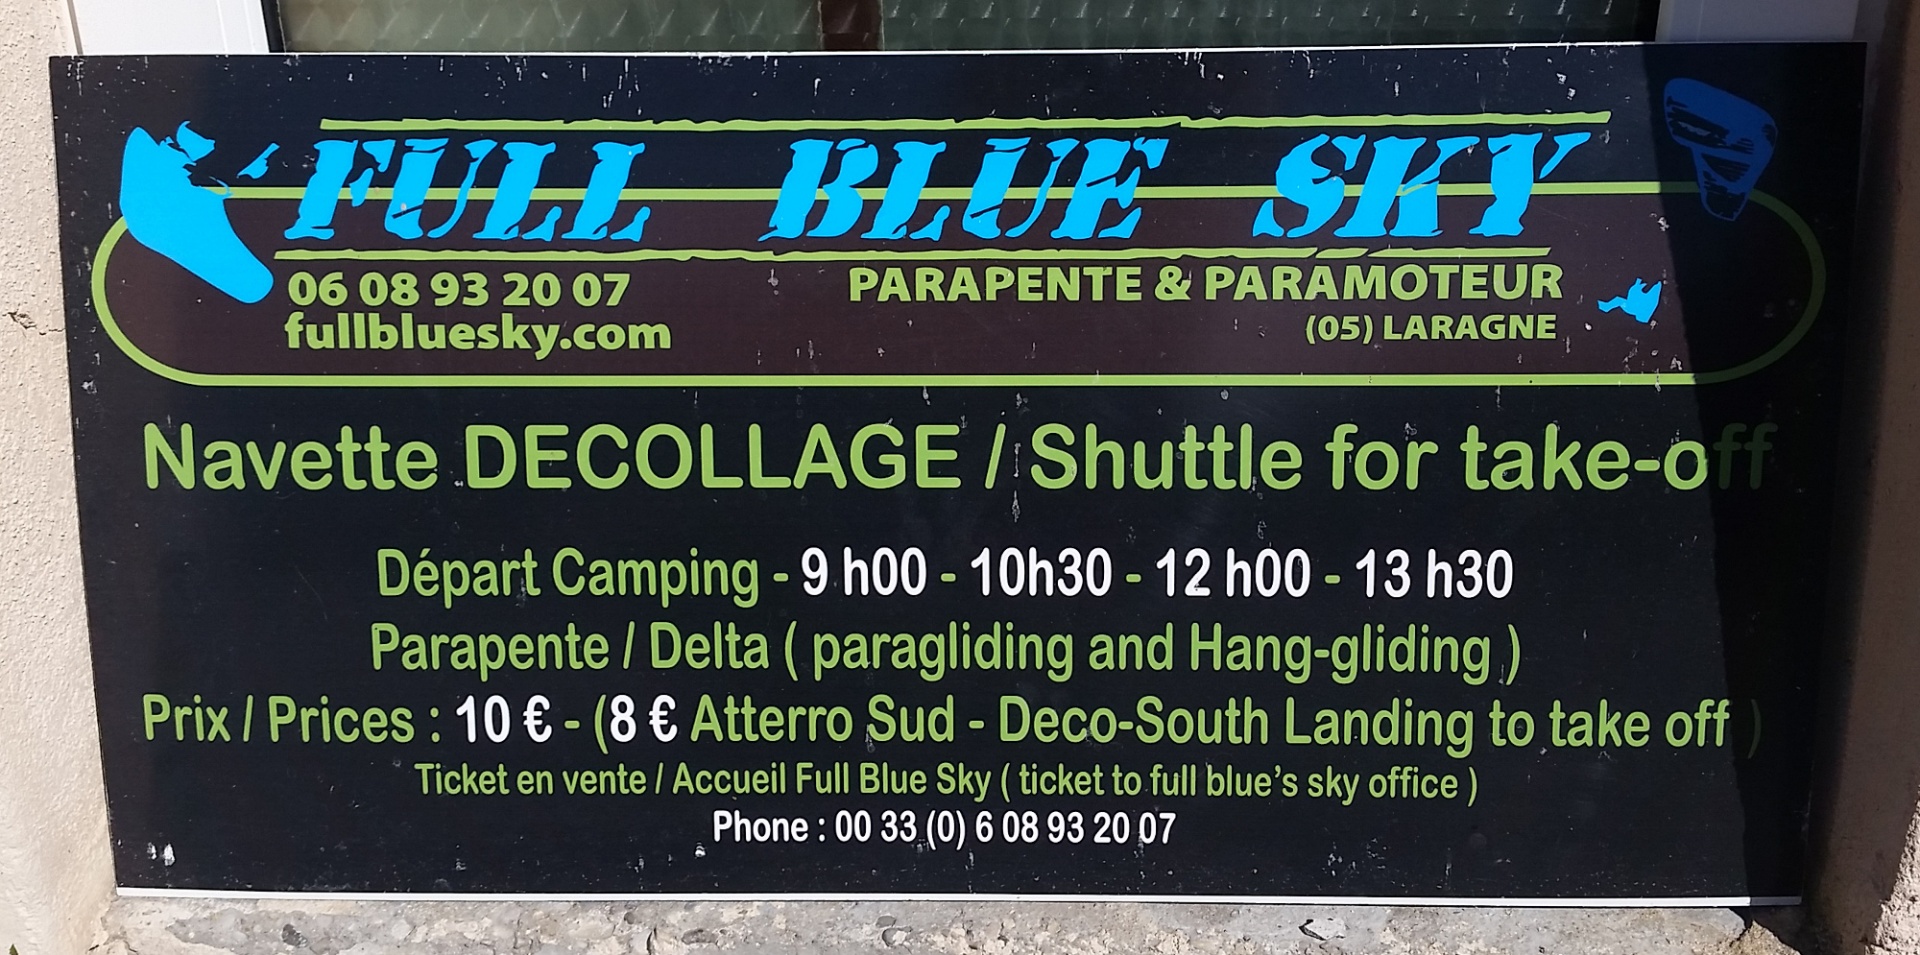 FULL BLUE SKY
06 08 93 20 07
PARAPENTE & PARAMOTEUR
fullbluesky.com
(05) LARAGNE
Navette DECOLLAGE / Shuttle for take-off
Départ Camping - 9 h00 - 10h30 - 12 h00 - 13 h30
Parapente / Delta ( paragliding and Hang-gliding )
Prix / Prices : 10 € - (8 € Atterro Sud - Deco-South Landing to take off )
Ticket en vente / Accueil Full Blue Sky ( ticket to full blue’s sky office )
Phone : 00 33 (0) 6 08 93 20 07